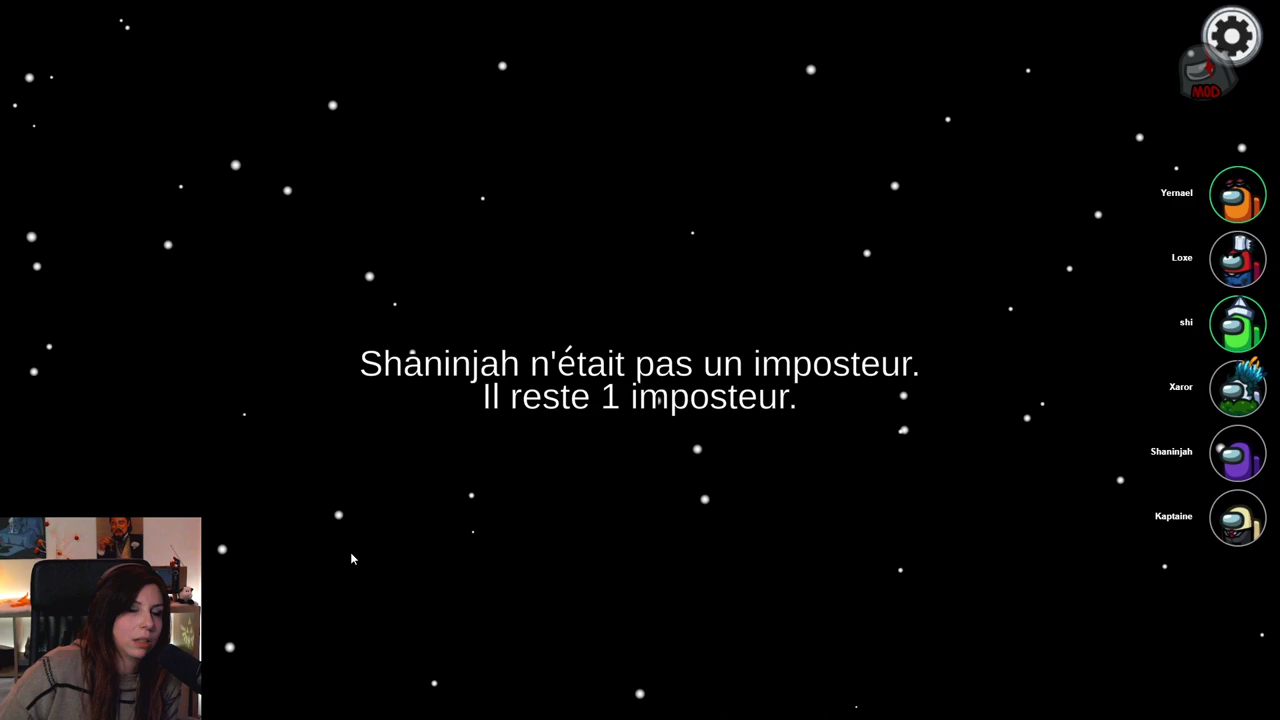 MOD
Yernael
Loxe
shi
Xaror
Shaninjah n'était pas un imposteur.
Il reste 1 imposteur.
Shaninjah
Kaptaine